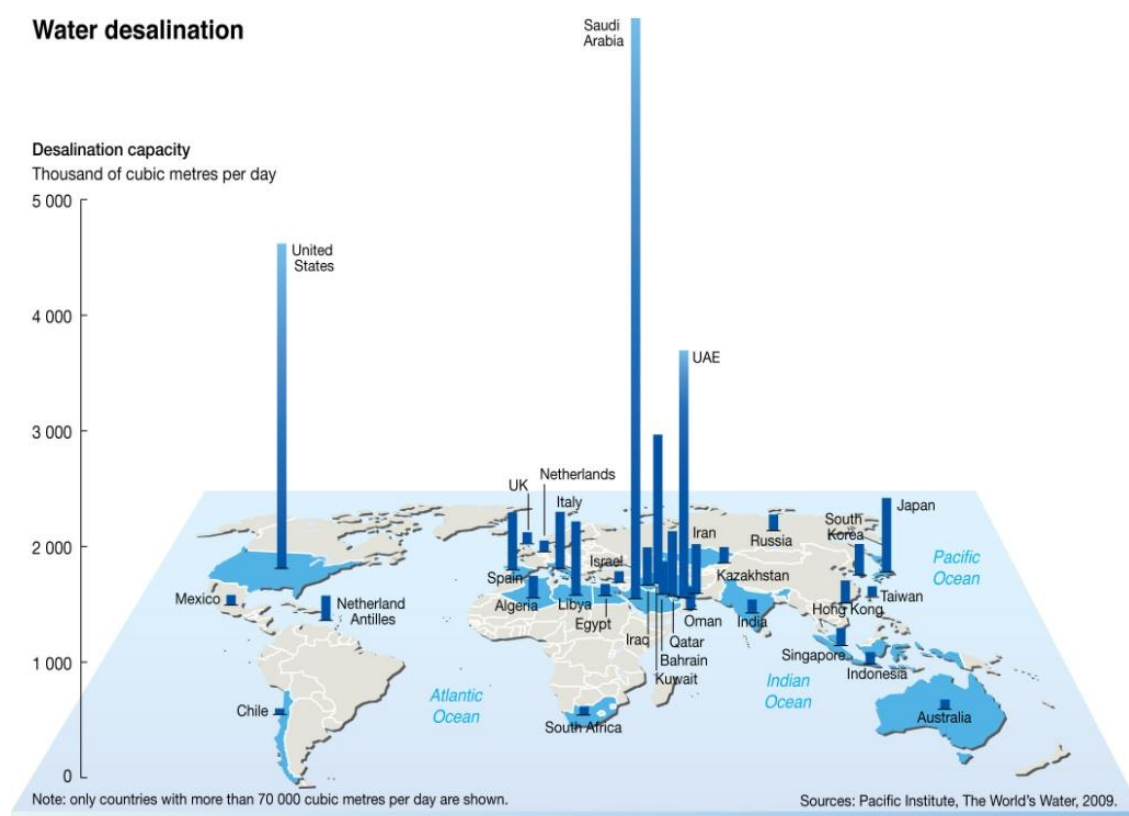 Water desalination
Saudi
Arabia
Desalination capacity
Thousand of cubic metres per day
5 000
4 000
3 000
2 000
1 000
0
United
States
UAE
Netherlands
UK
Italy
Iran
Japan
South
Korea
Russia
Pacific
Ocean
Israel
Spain
Kazakhstan
Mexico
Netherland
Antilles
Algeria
Libya
Egypt
Taiwan
Hong Kong
India
Oman
Iraq
Qatar
Bahrain
Kuwait
Singapore
Indonesia
Indian
Ocean
Atlantic
Ocean
Chile
South Africa
Australia
Note: only countries with more than 70 000 cubic metres per day are shown.
Sources: Pacific Institute, The World's Water, 2009.